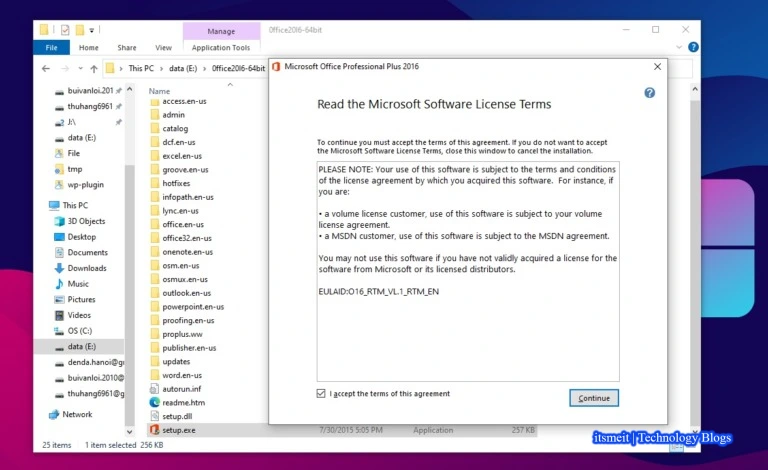 Manage
0ffice20l6-64bit
File
Home
Share
View
Application Tools
This PC
data (E:)
0ffice20l6-64bit
buivanloi.201
thuhang6961
J:\
data (E:)
File
tmp
wp-plugin
This PC
3D Objects
Desktop
Documents
Downloads
Music
Pictures
Videos
OS (C:)
data (E:)
denda.hanoi@g
buivanloi.2010@
thuhang6961@g
Network
Name
access.en-us
admin
catalog
dcf.en-us
excel.en-us
groove.en-us
hotfixes
infopath.en-us
lync.en-us
office.en-us
office32.en-us
onenote.en-us
osm.en-us
osmux.en-us
outlook.en-us
powerpoint.en-us
proofing.en-us
proplus.ww
publisher.en-us
updates
word.en-us
autorun.inf
readme.htm
setup.dll
setup.exe
7/30/2015 5:05 PM
Application
257 KB
25 items
1 item selected 256 KB
Microsoft Office Professional Plus 2016
Read the Microsoft Software License Terms
To continue you must accept the terms of this agreement. If you do not want to accept
the Microsoft Software License Terms, close this window to cancel the installation.
PLEASE NOTE: Your use of this software is subject to the terms and conditions
of the license agreement by which you acquired this software. For instance, if
you are:
• a volume license customer, use of this software is subject to your volume
license agreement.
• a MSDN customer, use of this software is subject to the MSDN agreement.
You may not use this software if you have not validly acquired a license for the
software from Microsoft or its licensed distributors.
EULAID:O16_RTM_VL.1_RTM_EN
I accept the terms of this agreement
Continue
itsmeit | Technology Blogs